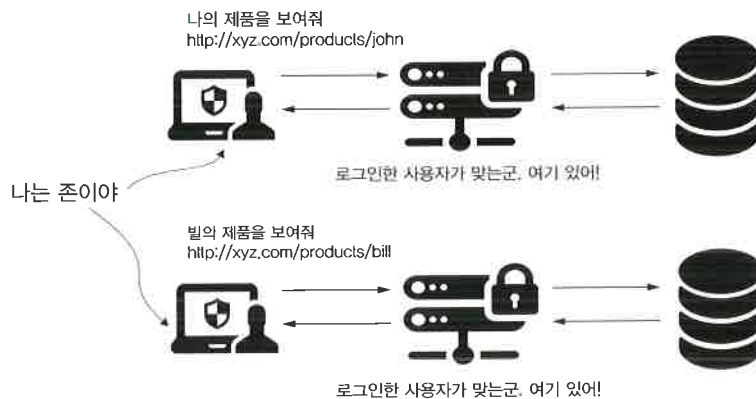 나의 제품을 보여줘
http://xyz.com/products/john
로그인한 사용자가 맞는군. 여기 있어!
나는 존이야
빌의 제품을 보여줘
http://xyz.com/products/bill
로그인한 사용자가 맞는군. 여기 있어!